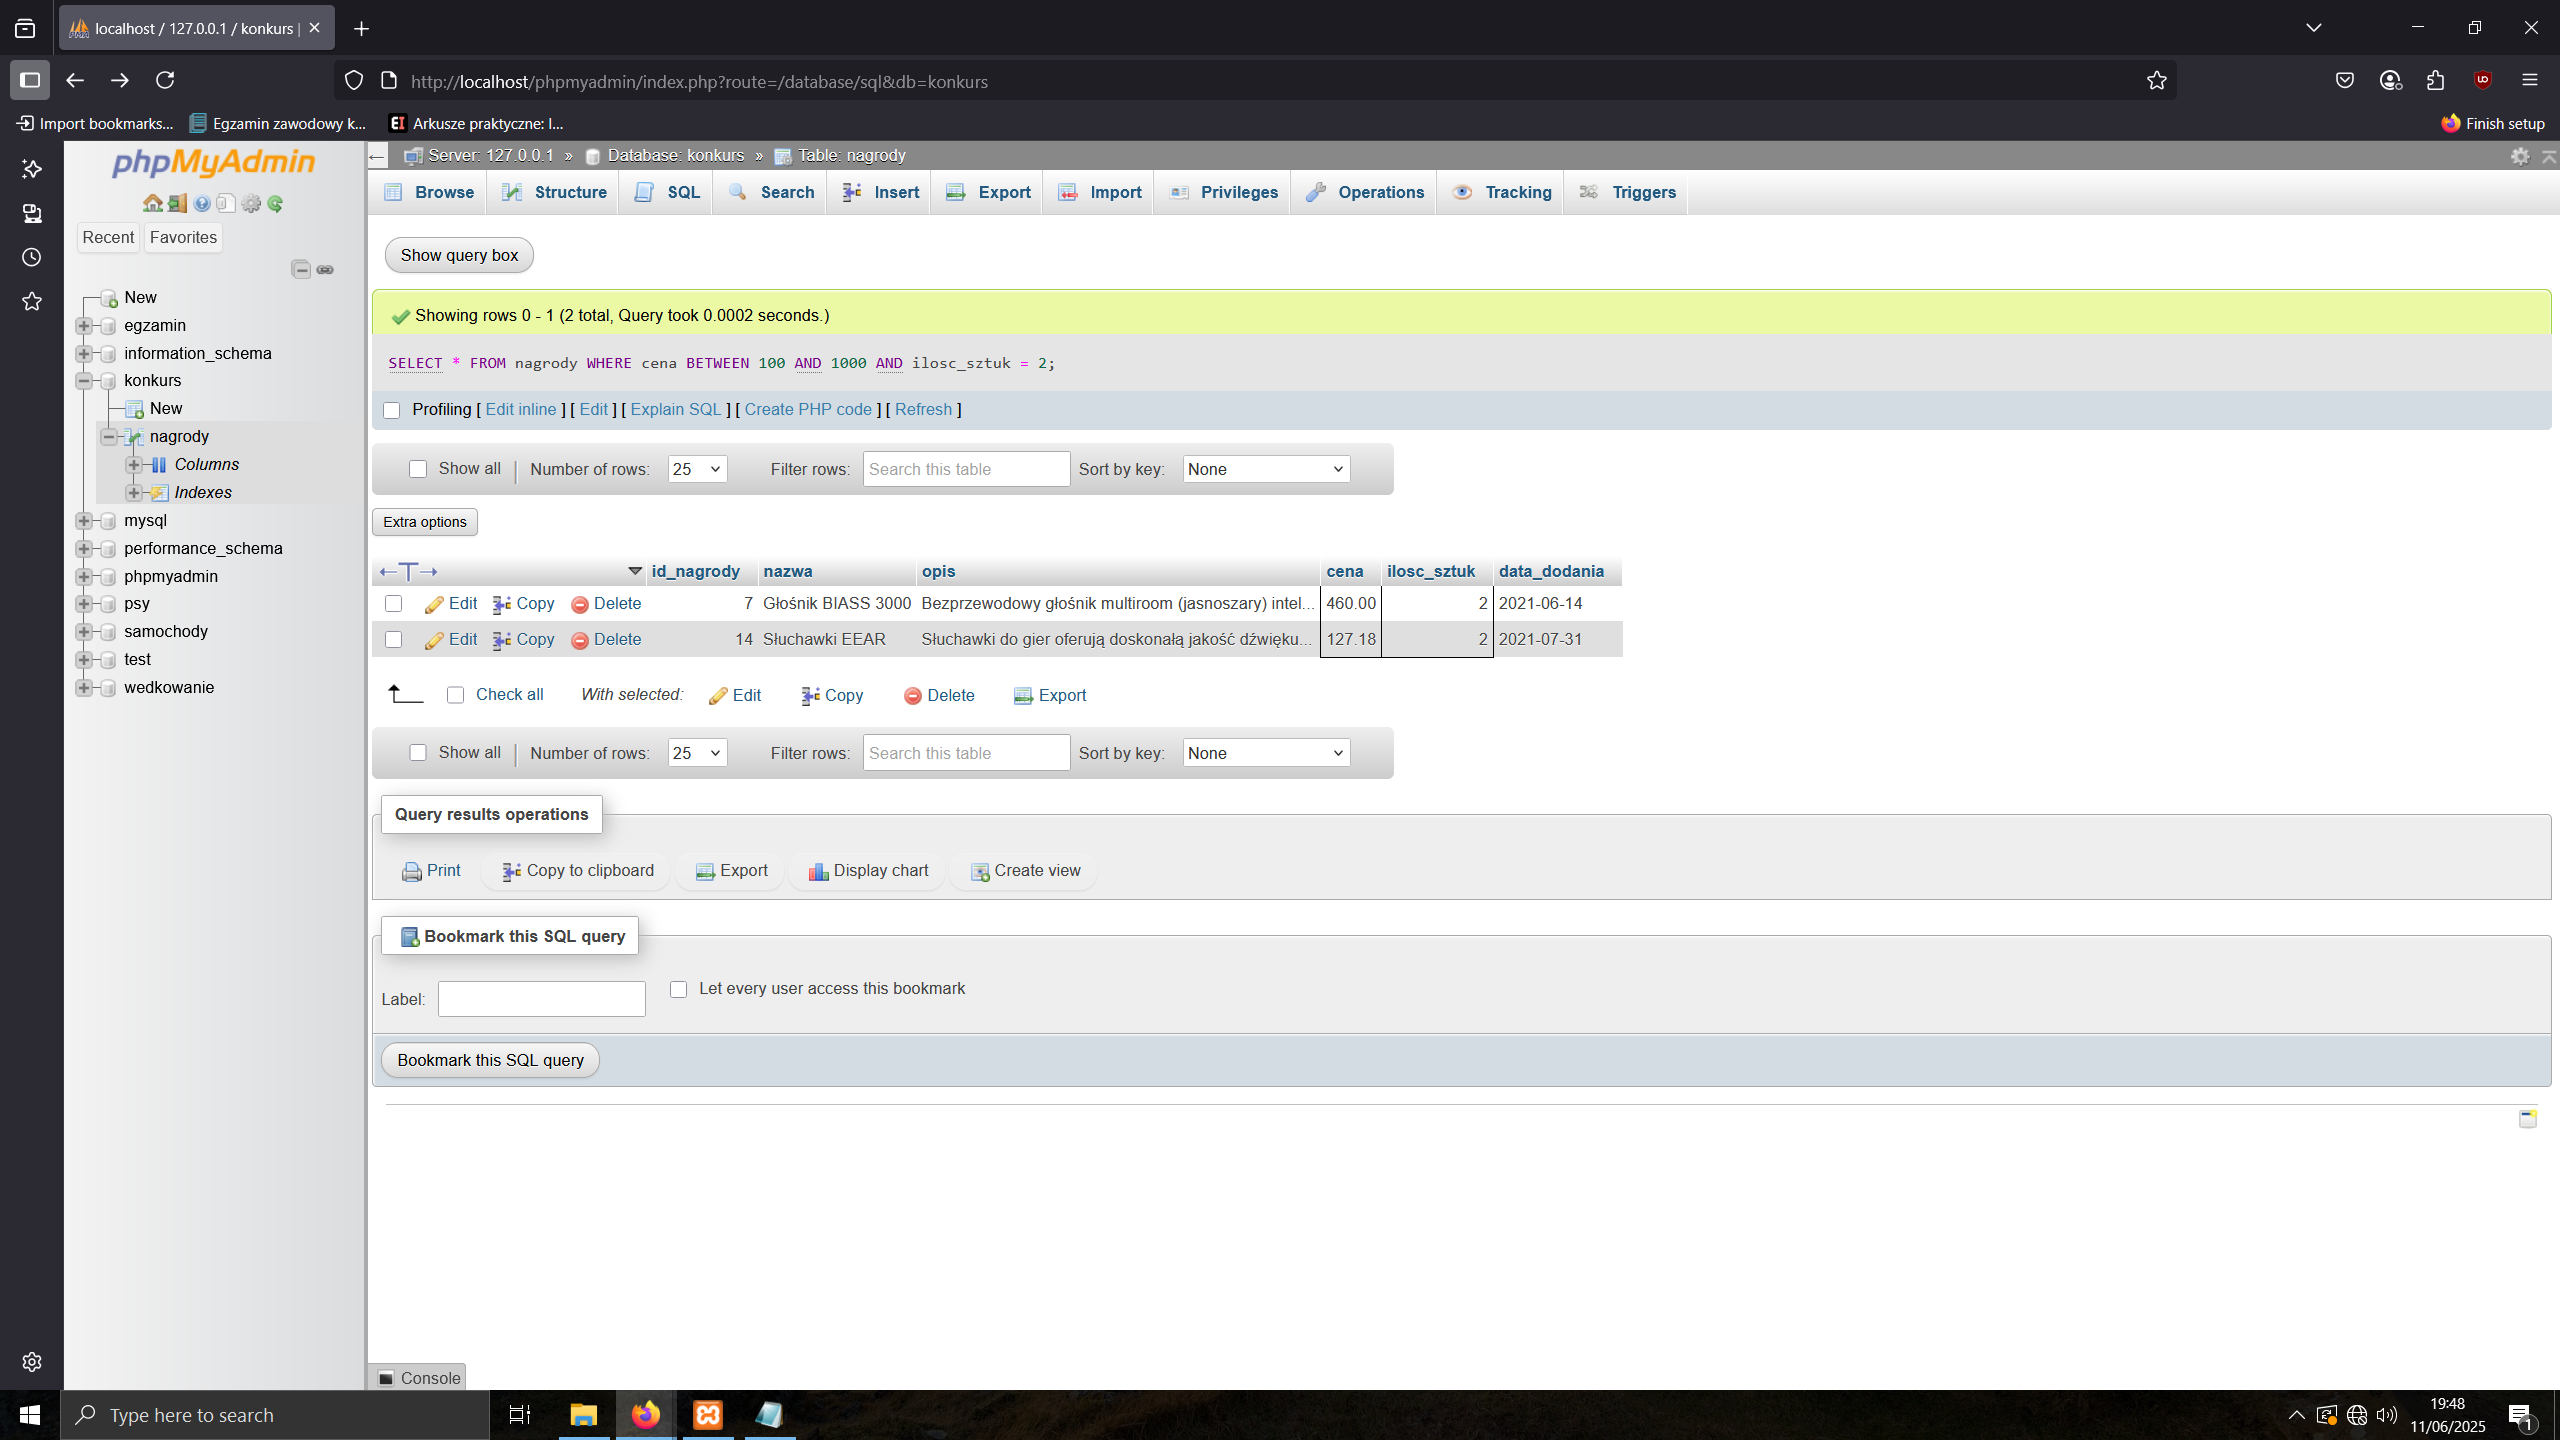 localhost / 127.0.0.1 / konkurs |
http://localhost/phpmyadmin/index.php?route=/database/sql&db=konkurs
Import bookmarks...
Egzamin zawodowy k...
EI Arkusze praktyczne: I...
Finish setup
phpMyAdmin
Recent
Favorites
New
egzamin
information_schema
konkurs
New
nagrody
Columns
Indexes
mysql
performance_schema
phpmyadmin
psy
samochody
test
wedkowanie
Server: 127.0.0.1 » Database: konkurs » Table: nagrody
Browse Structure SQL Search Insert Export Import Privileges Operations Tracking Triggers
Show query box
Showing rows 0 - 1 (2 total, Query took 0.0002 seconds.)
SELECT * FROM nagrody WHERE cena BETWEEN 100 AND 1000 AND ilosc_sztuk = 2;
Profiling [ Edit inline ] [ Edit ] [ Explain SQL ] [ Create PHP code ] [ Refresh ]
Show all | Number of rows: 25 Filter rows: Search this table Sort by key: None
Extra options
←T→ id_nagrody nazwa opis cena ilosc_sztuk data_dodania
Edit Copy Delete 7 Głośnik BIASS 3000 Bezprzewodowy głośnik multiroom (jasnoszary) intel... 460.00 2 2021-06-14
Edit Copy Delete 14 Słuchawki EEAR Słuchawki do gier oferują doskonałą jakość dźwięku... 127.18 2 2021-07-31
Check all With selected: Edit Copy Delete Export
Show all | Number of rows: 25 Filter rows: Search this table Sort by key: None
Query results operations
Print Copy to clipboard Export Display chart Create view
Bookmark this SQL query
Label: Let every user access this bookmark
Bookmark this SQL query
Console
Type here to search
19:48
11/06/2025
1